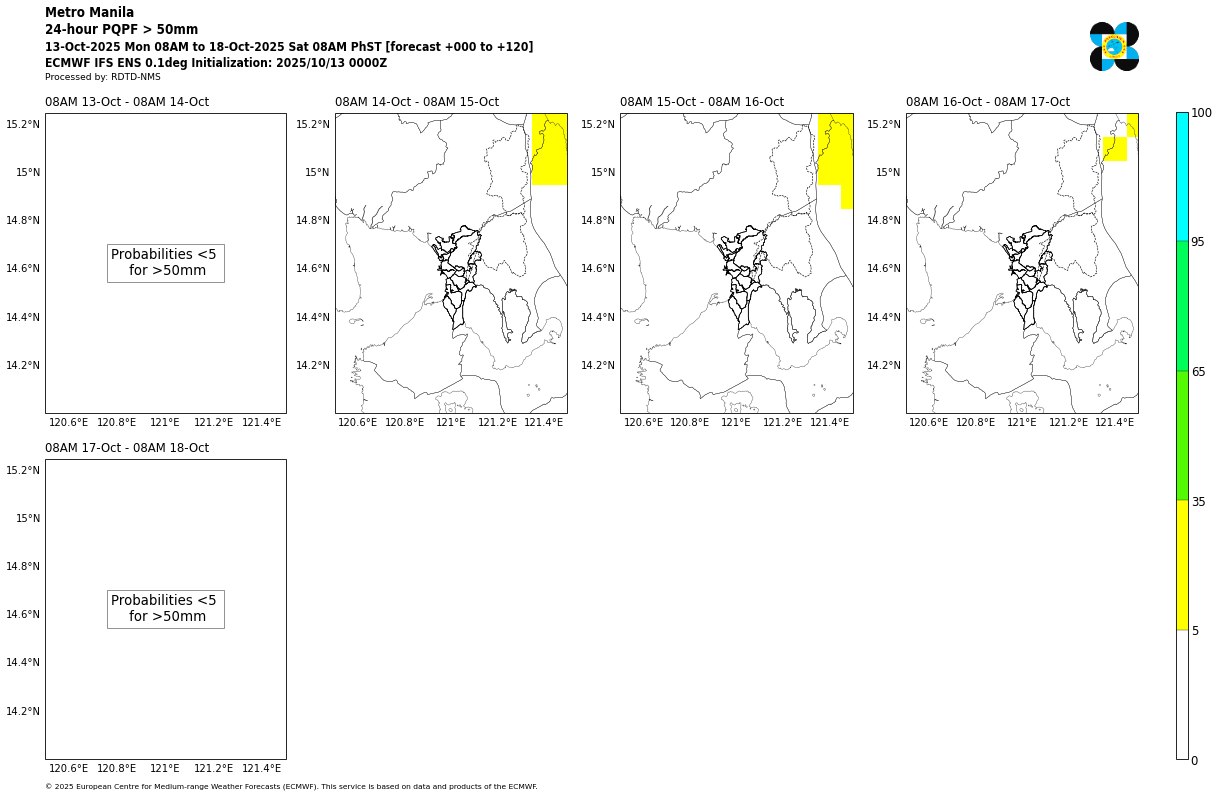 Metro Manila
24-hour PQPF > 50mm
13-Oct-2025 Mon 08AM to 18-Oct-2025 Sat 08AM PhST [forecast +000 to +120]
ECMWF IFS ENS 0.1deg Initialization: 2025/10/13 0000Z
Processed by: RDTD-NMS
08AM 13-Oct - 08AM 14-Oct
15.2°N
15°N
14.8°N
14.6°N
14.4°N
14.2°N
Probabilities <5
for >50mm
120.6°E 120.8°E 121°E 121.2°E 121.4°E
08AM 14-Oct - 08AM 15-Oct
15.2°N
15°N
14.8°N
14.6°N
14.4°N
14.2°N
120.6°E 120.8°E 121°E 121.2°E 121.4°E
08AM 15-Oct - 08AM 16-Oct
15.2°N
15°N
14.8°N
14.6°N
14.4°N
14.2°N
120.6°E 120.8°E 121°E 121.2°E 121.4°E
08AM 16-Oct - 08AM 17-Oct
15.2°N
15°N
14.8°N
14.6°N
14.4°N
14.2°N
120.6°E 120.8°E 121°E 121.2°E 121.4°E
100
95
65
35
5
0
08AM 17-Oct - 08AM 18-Oct
15.2°N
15°N
14.8°N
14.6°N
14.4°N
14.2°N
Probabilities <5
for >50mm
120.6°E 120.8°E 121°E 121.2°E 121.4°E
© 2025 European Centre for Medium-range Weather Forecasts (ECMWF). This service is based on data and products of the ECMWF.